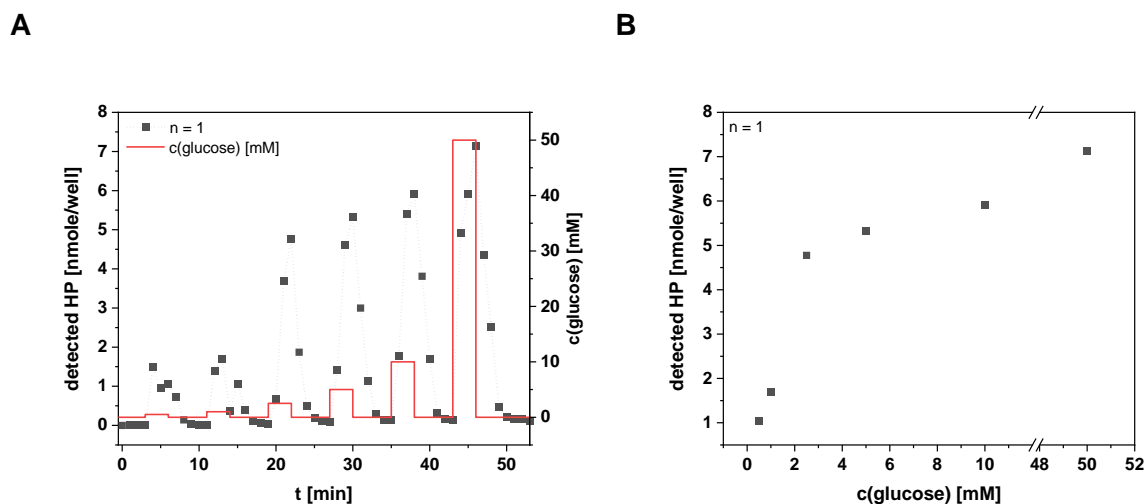 A
B
n = 1
c(glucose) [mM]
detected HP [nmole/well]
8
7
6
5
4
3
2
1
0
0 10 20 30 40 50
t [min]
50
40
30
20
10
0
c(glucose) [mM]
n = 1
detected HP [nmole/well]
8
7
6
5
4
3
2
1
0 2 4 6 8 10 48 50 52
c(glucose) [mM]